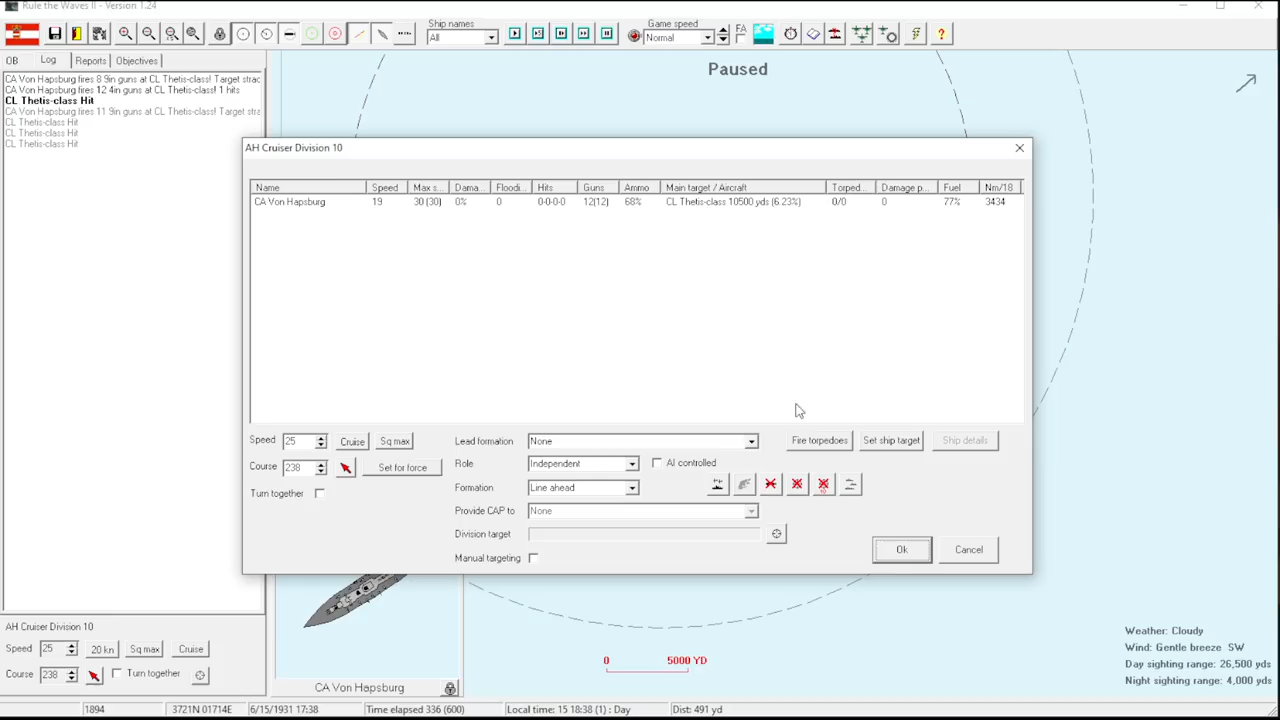 Rule the Waves II - Version 1.24
Ship names
All
Game speed
Normal
FA
OB
Log
Reports
Objectives
CA Von Hapsburg fires 8 9in guns at CL Thetis-class! Target strac
CA Von Hapsburg fires 12 4in guns at CL Thetis-class! 1 hits
CL Thetis-class Hit
CA Von Hapsburg fires 11 9in guns at CL Thetis-class! Target stra
CL Thetis-class Hit
CL Thetis-class Hit
CL Thetis-class Hit
Paused
AH Cruiser Division 10
Name Speed Max s... Dama... Floodi... Hits Guns Ammo Main target / Aircraft Torped... Damage p... Fuel Nm/18
CA Von Hapsburg 19 30 (30) 0% 0 0-0-0-0 12(12) 68% CL Thetis-class 10500 yds (6.23%) 0/0 0 77% 3434
Speed 25 Cruise Sq max
Course 238 Set for force
Turn together
Lead formation None
Role Independent AI controlled
Formation Line ahead
Provide CAP to None
Division target
Manual targeting
Fire torpedoes Set ship target Ship details
10
Ok Cancel
AH Cruiser Division 10
Speed 25 20 kn Sq max Cruise
Course 238 Turn together
CA Von Hapsburg
0 5000 YD
Weather: Cloudy
Wind: Gentle breeze SW
Day sighting range: 26,500 yds
Night sighting range: 4,000 yds
1894 3721N 01714E 6/15/1931 17:38 Time elapsed 336 (600) Local time: 15 18:38 (1) : Day Dist: 491 yd